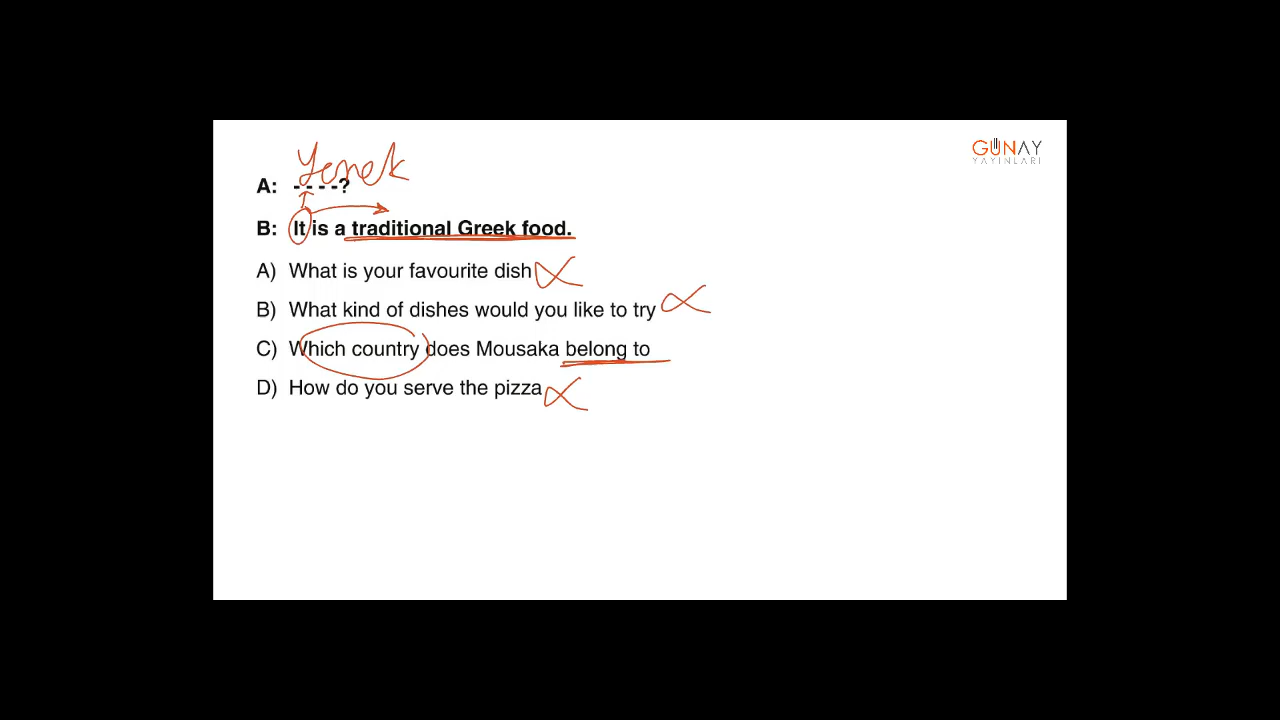 GÜNAY
YAYINLARI
Yemek
A: - - - -?
B: It is a traditional Greek food.
A) What is your favourite dish
B) What kind of dishes would you like to try
C) Which country does Mousaka belong to
D) How do you serve the pizza